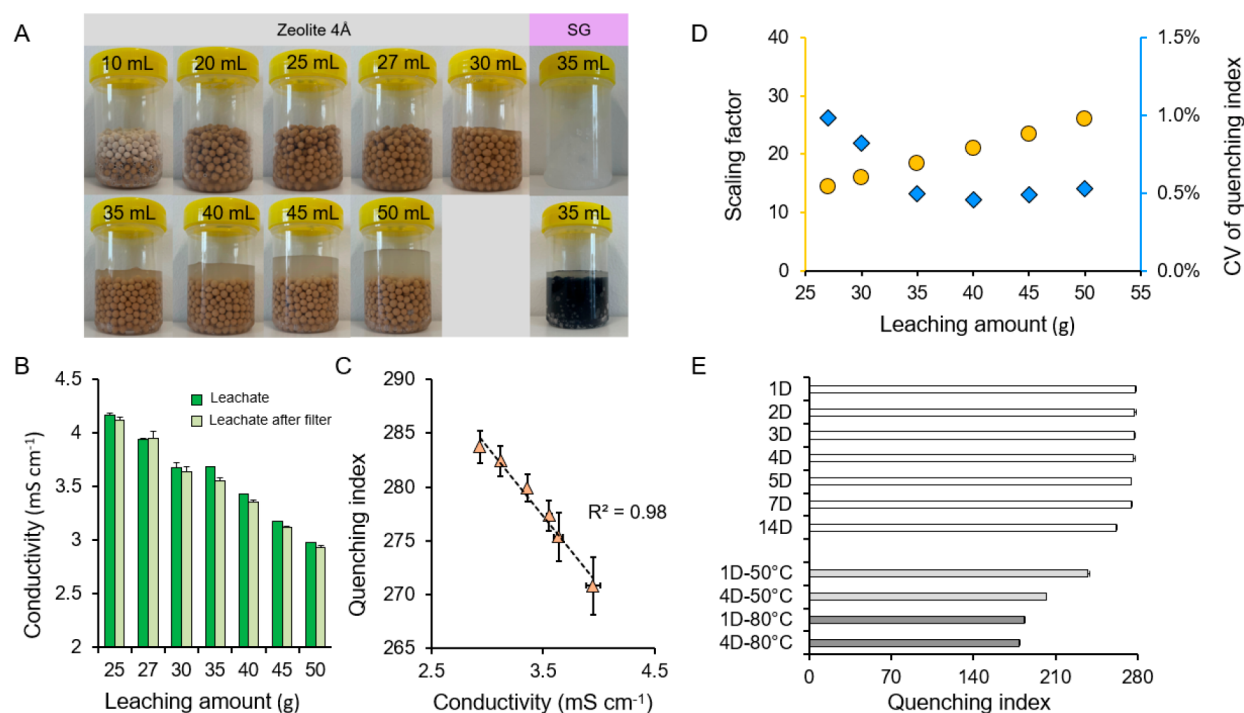 A
Zeolite 4Å
SG
10 mL
20 mL
25 mL
27 mL
30 mL
35 mL
35 mL
40 mL
45 mL
50 mL
35 mL
B
4.5
4
3.5
3
2.5
2
Conductivity (mS cm⁻¹)
Leachate
Leachate after filter
25 27 30 35 40 45 50
Leaching amount (g)
C
290
285
280
275
270
265
Quenching index
R² = 0.98
2.5 3.5 4.5
Conductivity (mS cm⁻¹)
D
40
30
20
10
0
Scaling factor
1.5%
1.0%
0.5%
0.0%
CV of quenching index
25 30 35 40 45 50 55
Leaching amount (g)
E
1D
2D
3D
4D
5D
7D
14D
1D-50°C
4D-50°C
1D-80°C
4D-80°C
0 70 140 210 280
Quenching index